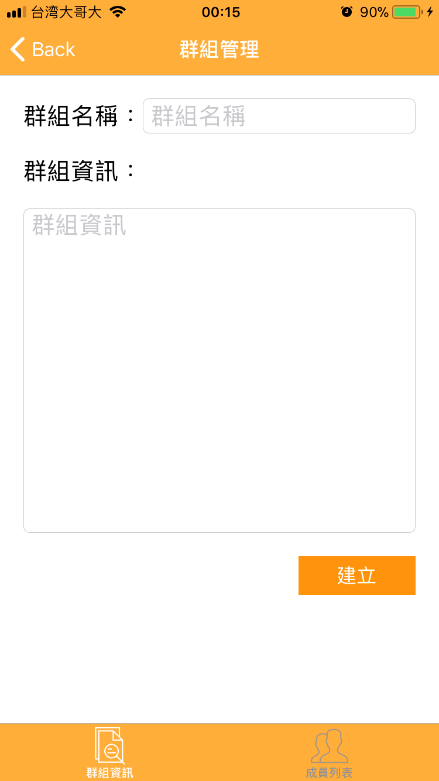 台湾大哥大 00:15 90%
Back 群組管理
群組名稱： 群組名稱
群組資訊：
群組資訊
建立
群組資訊 成員列表